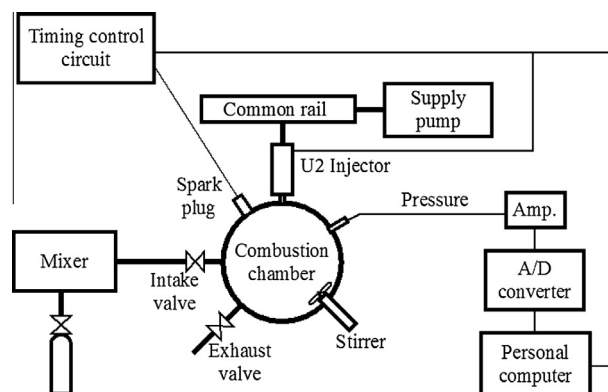 Timing control
circuit
Common rail
Supply
pump
U2 Injector
Spark
plug
Pressure
Amp.
Mixer
Intake
valve
Combustion
chamber
A/D
converter
Exhaust
valve
Stirrer
Personal
computer